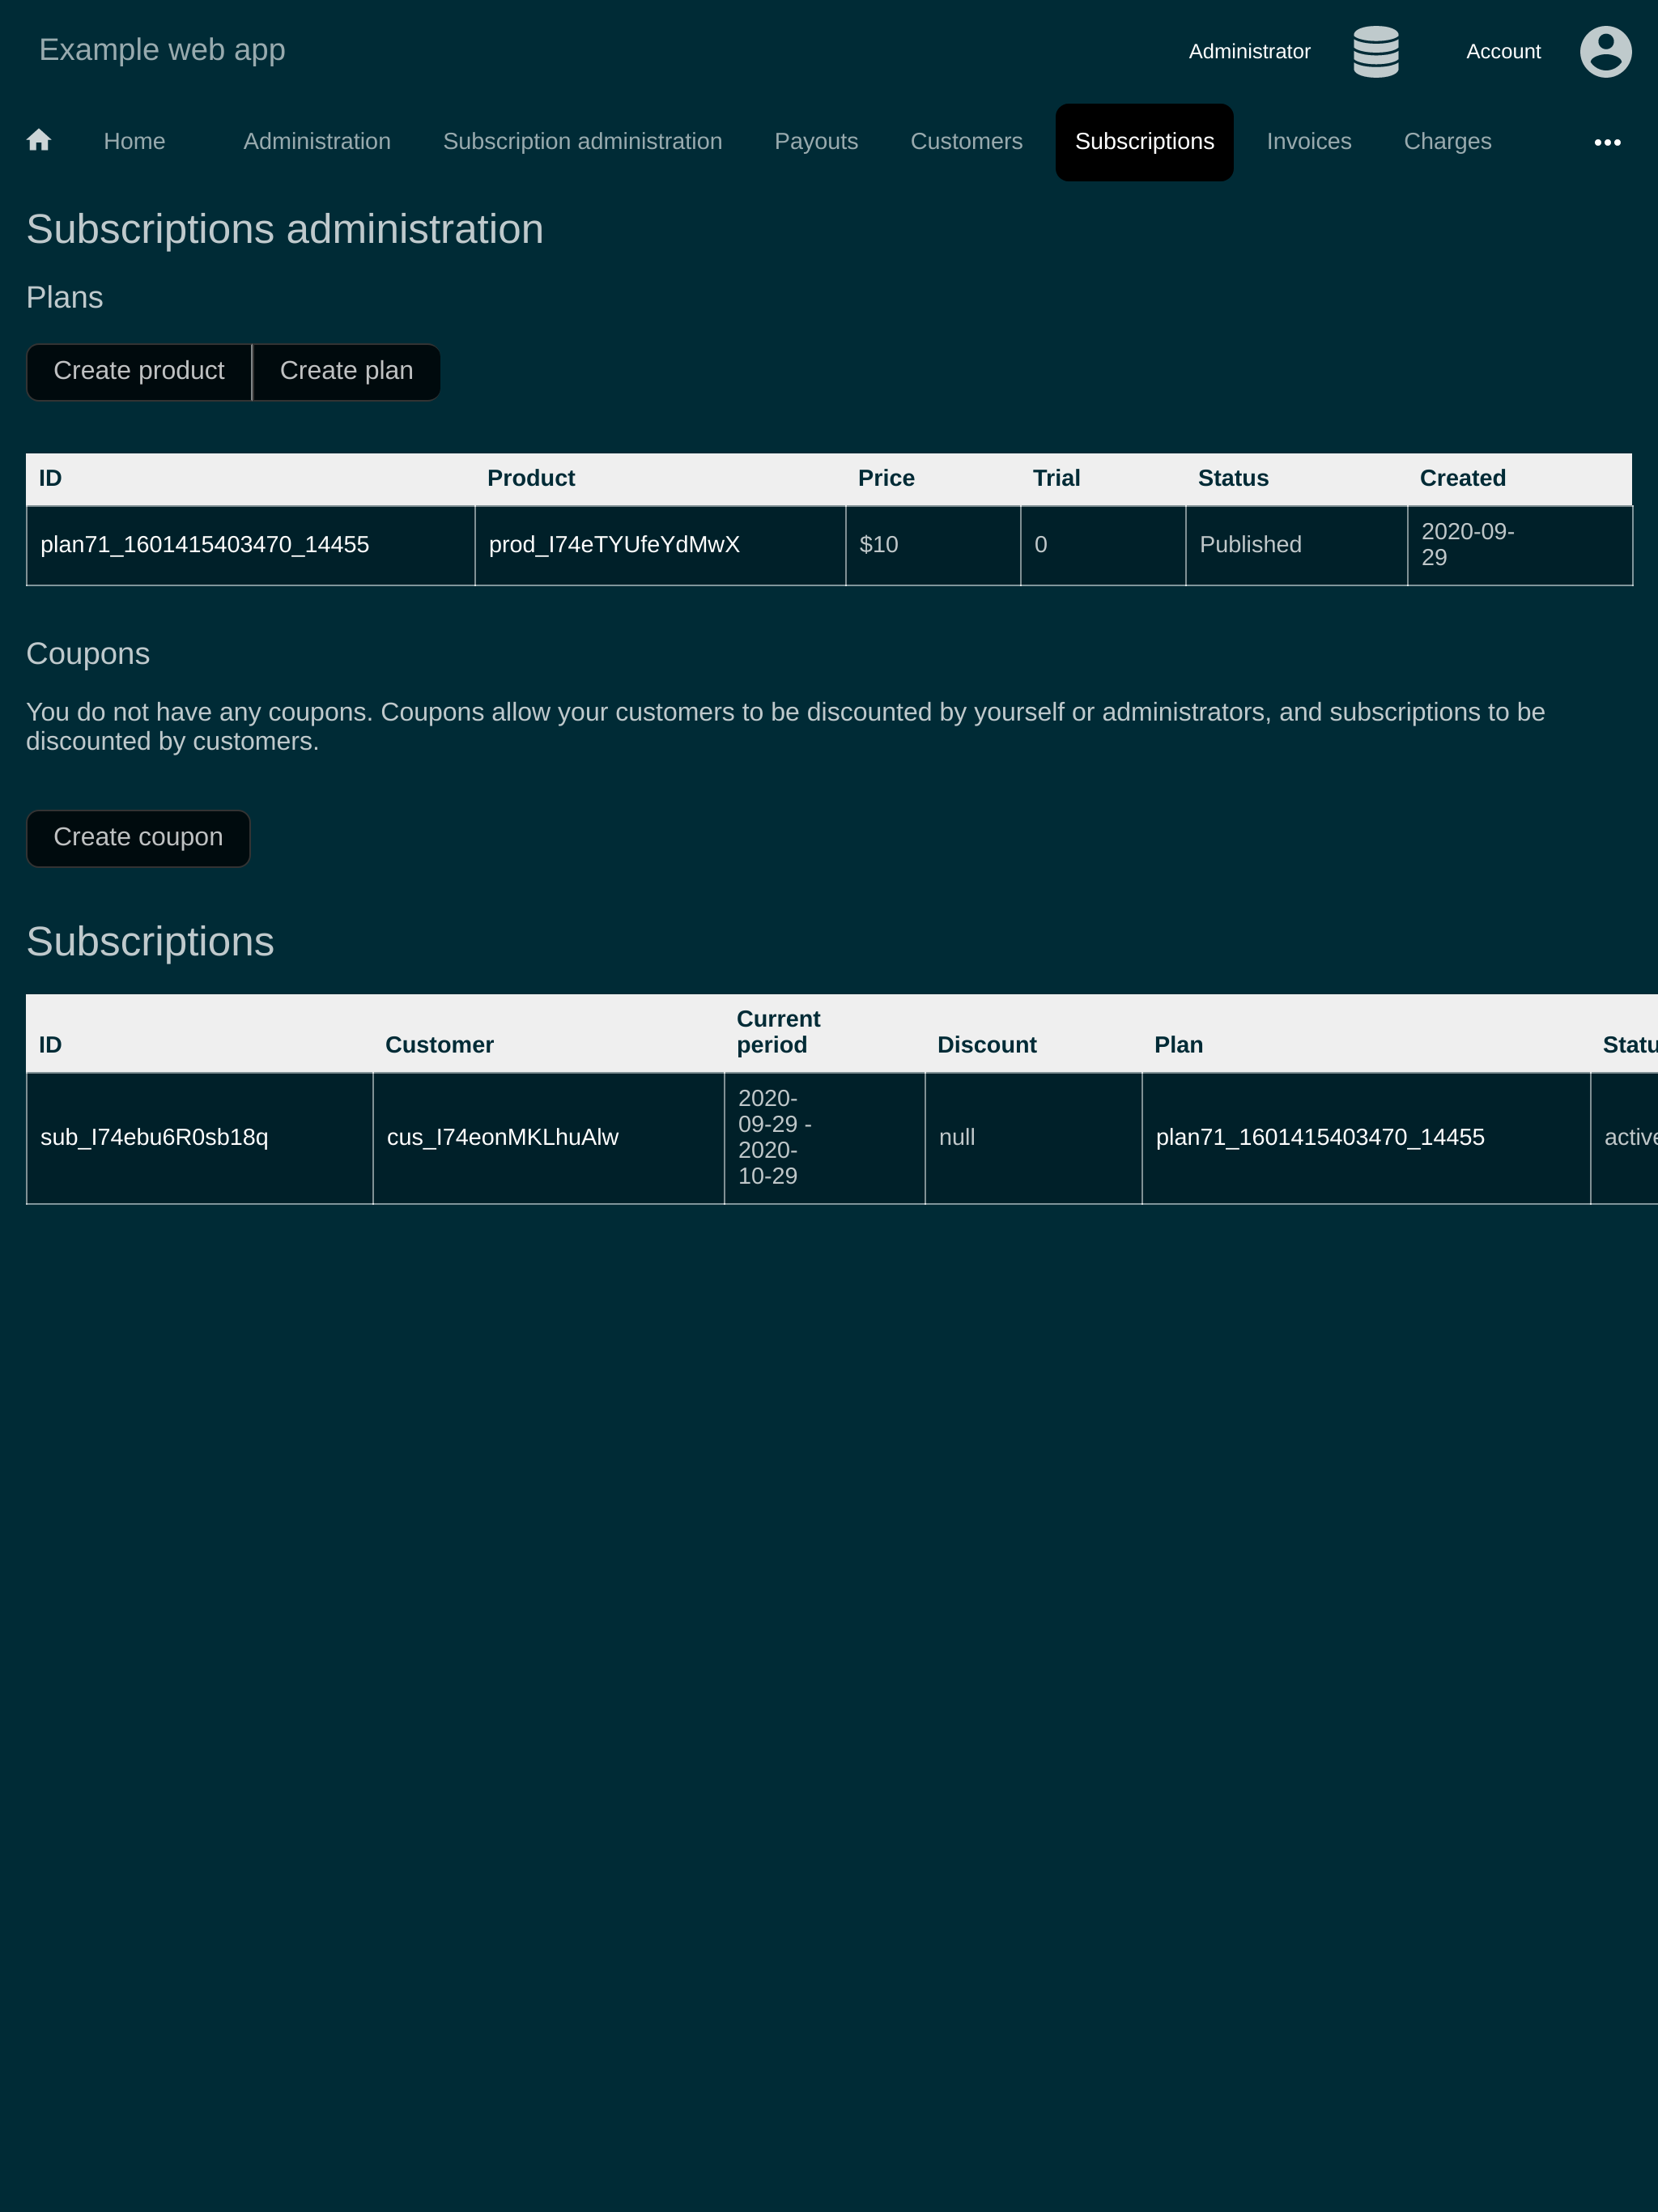 Example web app
Administrator
Account
Home Administration Subscription administration Payouts Customers Subscriptions Invoices Charges
Subscriptions administration
Plans
Create product Create plan
ID Product Price Trial Status Created
plan71_1601415403470_14455 prod_I74eTYUfeYdMwX $10 0 Published 2020-09-
29
Coupons
You do not have any coupons. Coupons allow your customers to be discounted by yourself or administrators, and subscriptions to be
discounted by customers.
Create coupon
Subscriptions
ID Customer Current
period Discount Plan Statu
sub_I74ebu6R0sb18q cus_I74eonMKLhuAlw 2020-
09-29 -
2020-
10-29 null plan71_1601415403470_14455 active